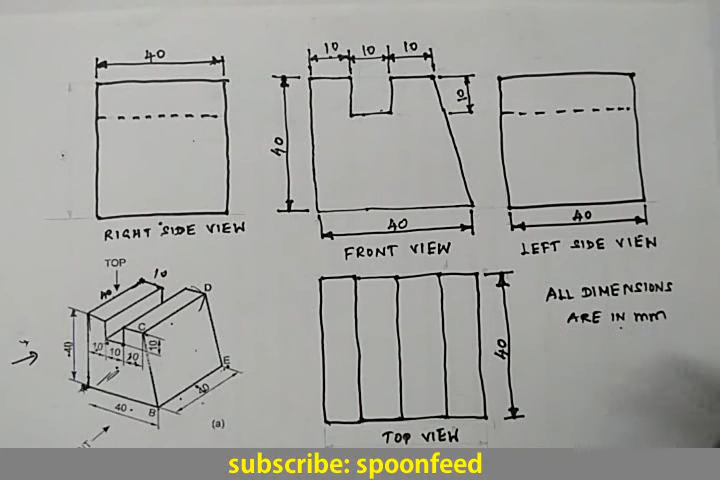 40
10 10 10
10
40
40
40
RIGHT SIDE VIEW
FRONT VIEW
LEFT SIDE VIEW
TOP
10
40
D
C
40
10
10
10
10
E
40
40
B
(a)
40
TOP VIEW
ALL DIMENSIONS
ARE IN mm
subscribe: spoonfeed